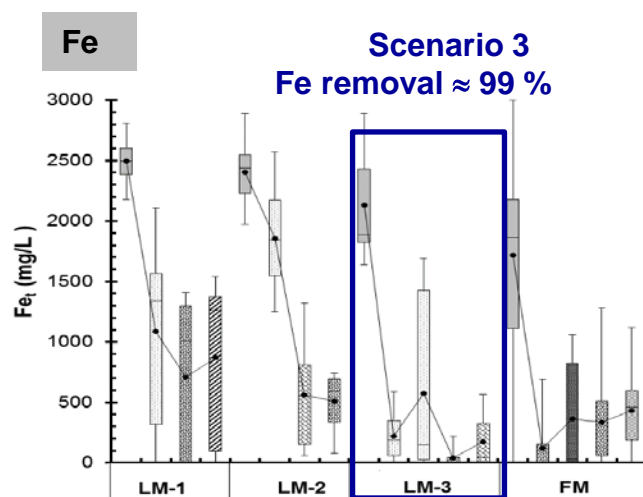 Fe
Scenario 3
Fe removal ≈ 99 %
3000
2500
2000
1500
1000
500
0
Feₜ (mg/L)
LM-1
LM-2
LM-3
FM